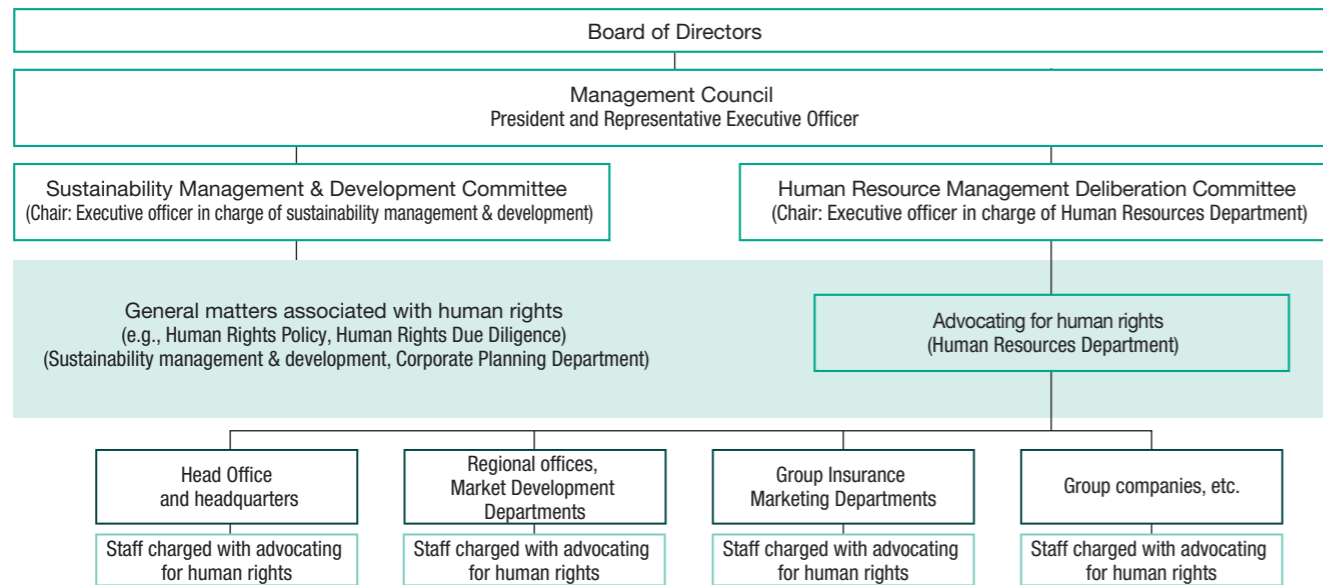 Board of Directors
Management Council
President and Representative Executive Officer
Sustainability Management & Development Committee
(Chair: Executive officer in charge of sustainability management & development)
Human Resource Management Deliberation Committee
(Chair: Executive officer in charge of Human Resources Department)
General matters associated with human rights
(e.g., Human Rights Policy, Human Rights Due Diligence)
(Sustainability management & development, Corporate Planning Department)
Advocating for human rights
(Human Resources Department)
Head Office
and headquarters
Regional offices,
Market Development
Departments
Group Insurance
Marketing Departments
Group companies, etc.
Staff charged with advocating
for human rights
Staff charged with advocating
for human rights
Staff charged with advocating
for human rights
Staff charged with advocating
for human rights